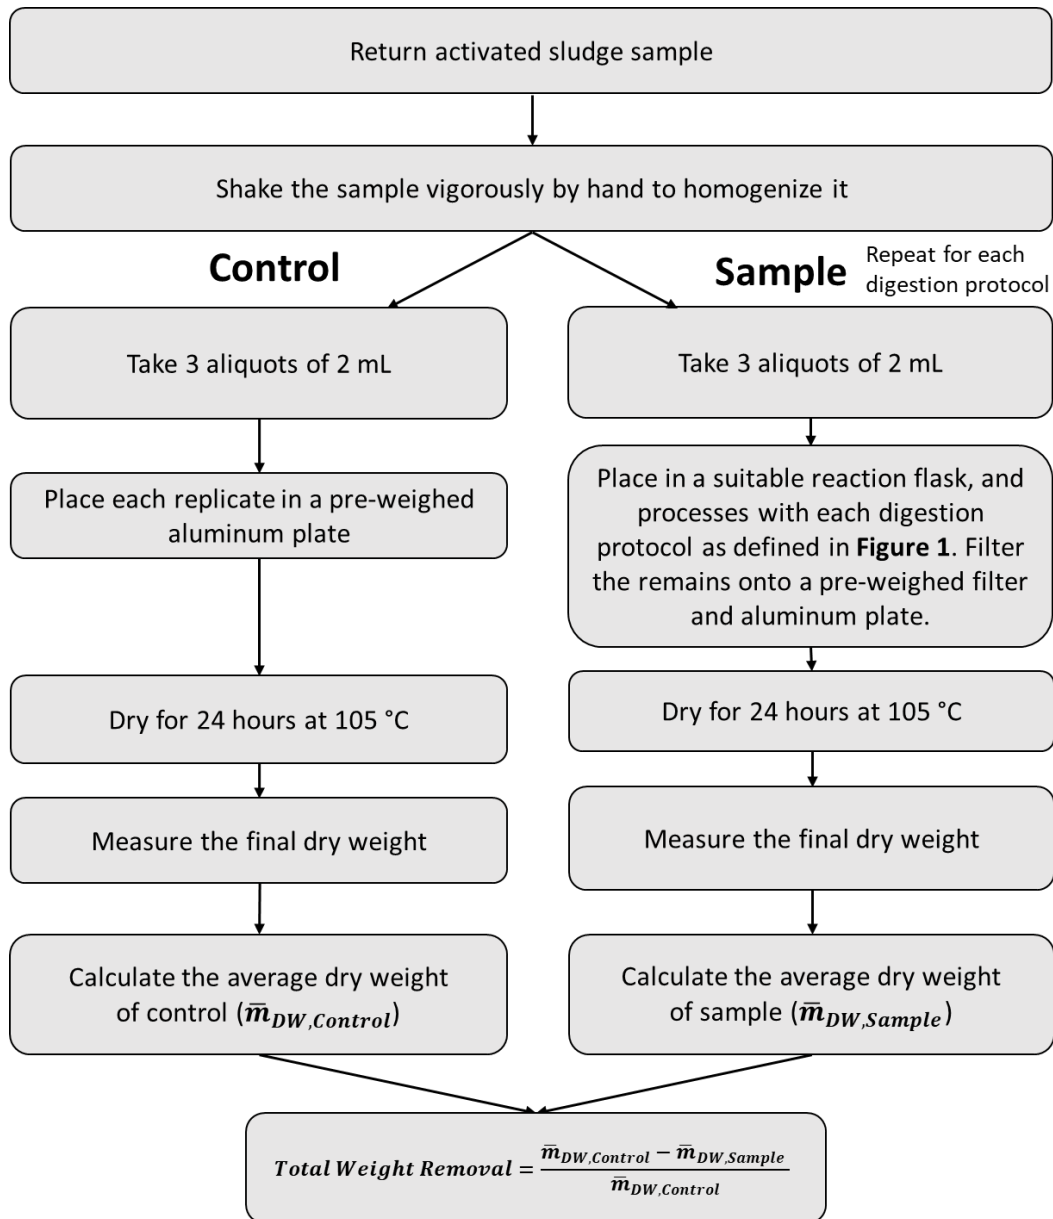 Return activated sludge sample
Shake the sample vigorously by hand to homogenize it
Control
Sample
Repeat for each
digestion protocol
Take 3 aliquots of 2 mL
Take 3 aliquots of 2 mL
Place each replicate in a pre-weighed
aluminum plate
Place in a suitable reaction flask, and
processes with each digestion
protocol as defined in Figure 1. Filter
the remains onto a pre-weighed filter
and aluminum plate.
Dry for 24 hours at 105 °C
Dry for 24 hours at 105 °C
Measure the final dry weight
Measure the final dry weight
Calculate the average dry weight
of control (m̅DW,Control)
Calculate the average dry weight
of sample (m̅DW,Sample)
Total Weight Removal = (m̅DW,Control − m̅DW,Sample) / m̅DW,Control